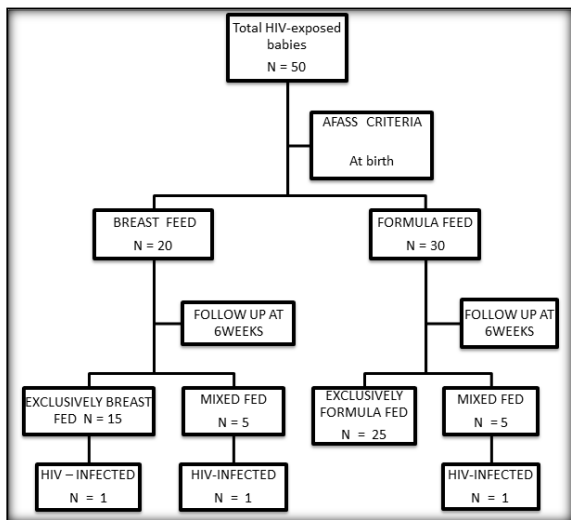 Total HIV-exposed
babies
N = 50
AFASS CRITERIA
At birth
BREAST FEED
N = 20
FORMULA FEED
N = 30
FOLLOW UP AT
6WEEKS
FOLLOW UP AT
6WEEKS
EXCLUSIVELY BREAST
FED N = 15
MIXED FED
N = 5
EXCLUSIVELY
FORMULA FED
N = 25
MIXED FED
N = 5
HIV – INFECTED
N = 1
HIV-INFECTED
N = 1
HIV-INFECTED
N = 1